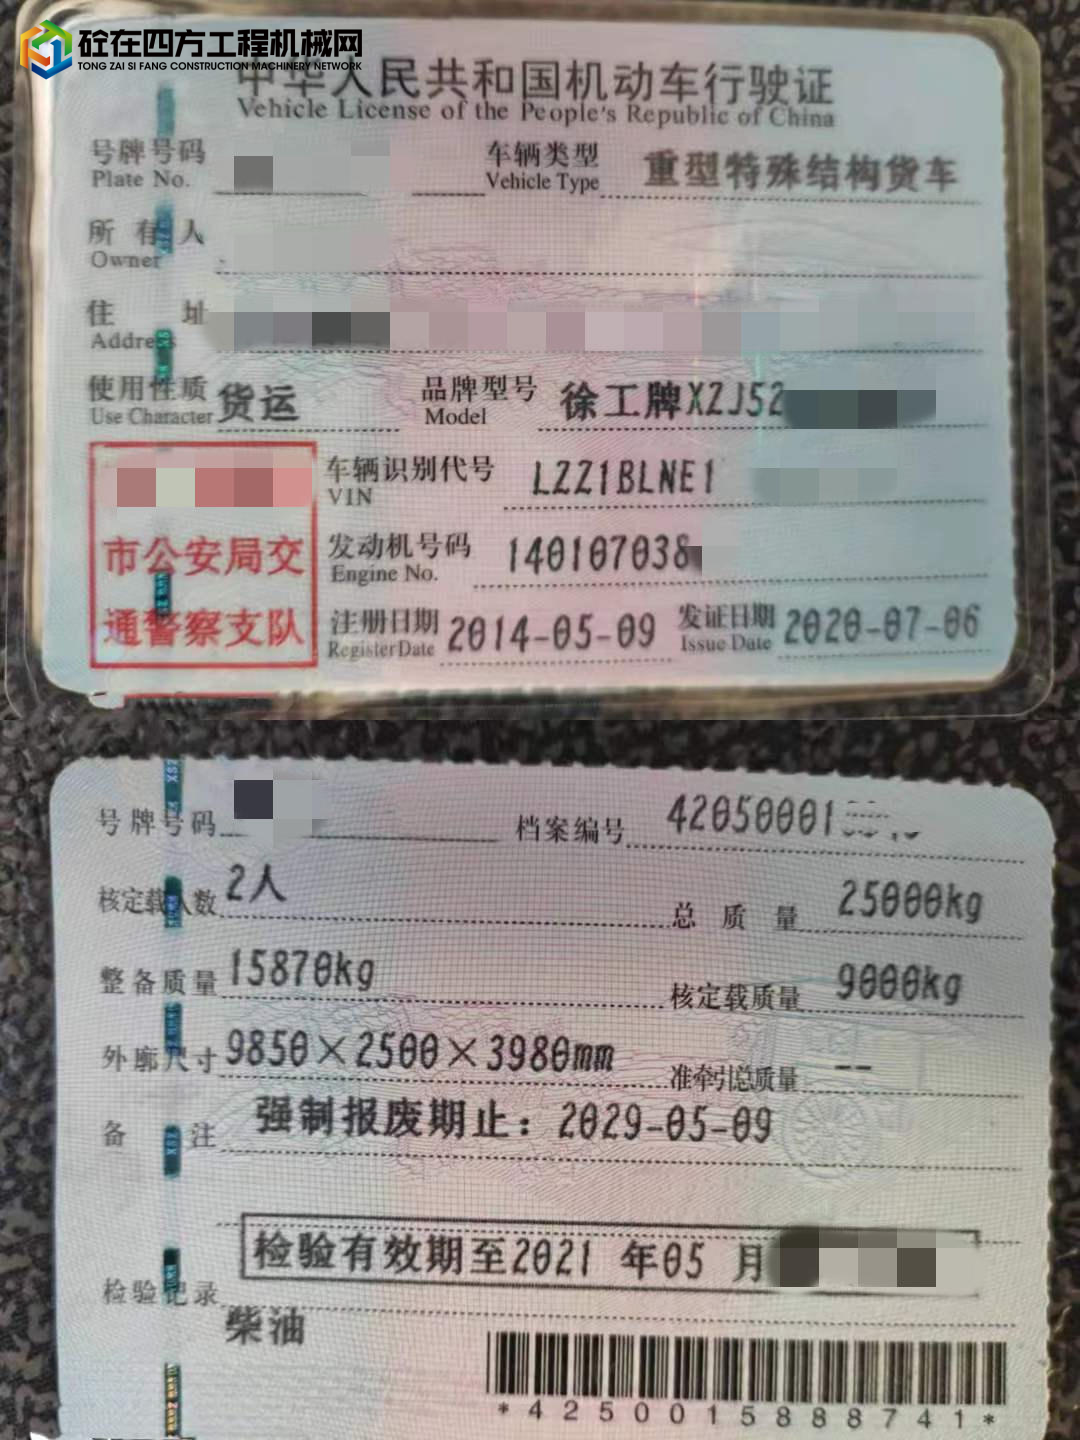 砼在四方工程机械网
TONG ZAI SI FANG CONSTRUCTION MACHINERY NETWORK
中华人民共和国机动车行驶证
Vehicle License of the People's Republic of China
号牌号码
Plate No.
车辆类型 重型特殊结构货车
Vehicle Type
所有人
Owner
住址
Address
使用性质 货运 品牌型号 徐工牌XZJ52
Use Character Model
车辆识别代号 LZZ1BLNE1
VIN
市公安局交
通警察支队
发动机号码 140107038
Engine No.
注册日期 2014-05-09 发证日期 2020-07-06
Register Date Issue Date
号牌号码 档案编号 42050001
核定载人数 2人 总质量 25000kg
整备质量 15870kg 核定载质量 9000kg
外廓尺寸 9850×2500×3980mm 准牵引总质量 --
备注 强制报废期止：2029-05-09
检验有效期至2021 年05 月
检验记录
柴油
*4250015888741*